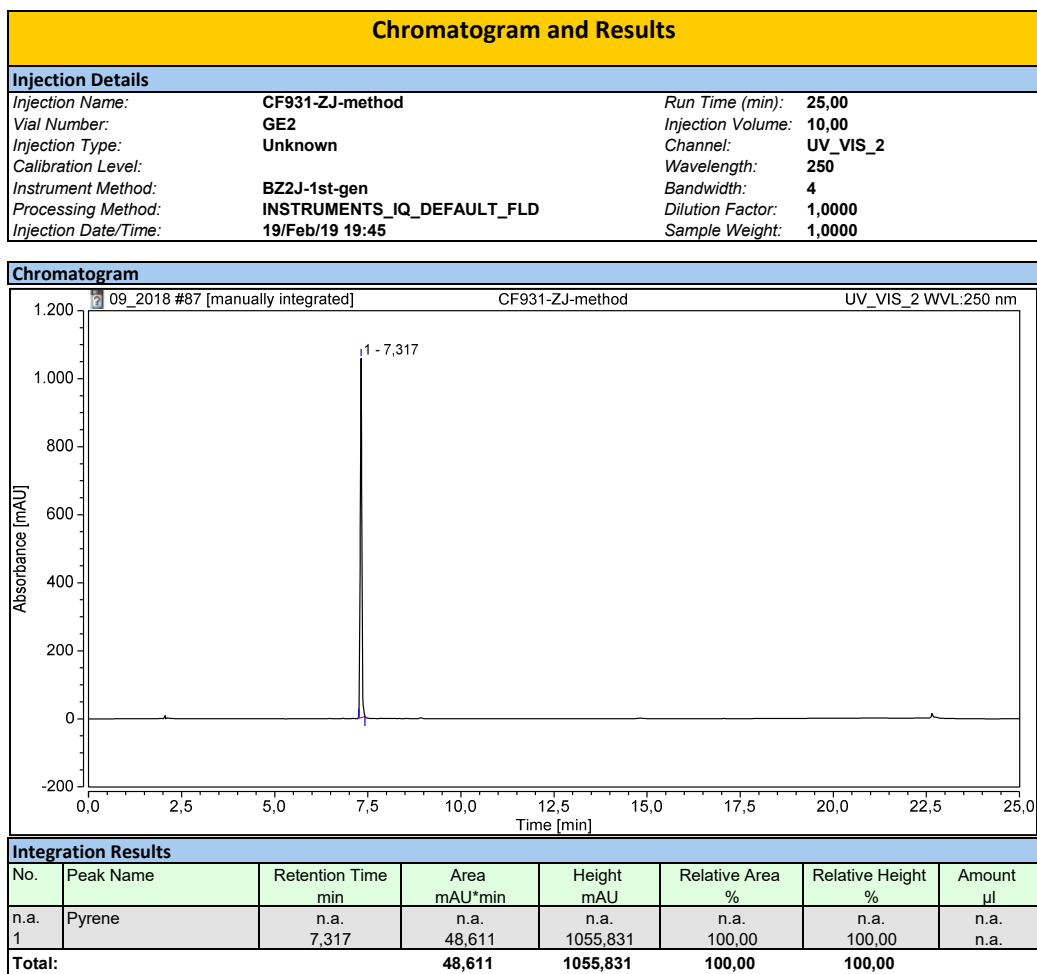 Chromatogram and Results
Injection Details
Injection Name: CF931-ZJ-method Run Time (min): 25,00
Vial Number: GE2 Injection Volume: 10,00
Injection Type: Unknown Channel: UV_VIS_2
Calibration Level: Wavelength: 250
Instrument Method: BZ2J-1st-gen Bandwidth: 4
Processing Method: INSTRUMENTS_IQ_DEFAULT_FLD Dilution Factor: 1,0000
Injection Date/Time: 19/Feb/19 19:45 Sample Weight: 1,0000
Chromatogram
09_2018 #87 [manually integrated] CF931-ZJ-method UV_VIS_2 WVL:250 nm
1.200
1 - 7,317
1.000
800
600
Absorbance [mAU]
400
200
0
-200
0,0 2,5 5,0 7,5 10,0 12,5 15,0 17,5 20,0 22,5 25,0
Time [min]
Integration Results
No. Peak Name Retention Time Area Height Relative Area Relative Height Amount
min mAU*min mAU % % µl
n.a. Pyrene n.a. n.a. n.a. n.a. n.a. n.a.
1 7,317 48,611 1055,831 100,00 100,00 n.a.
Total: 48,611 1055,831 100,00 100,00